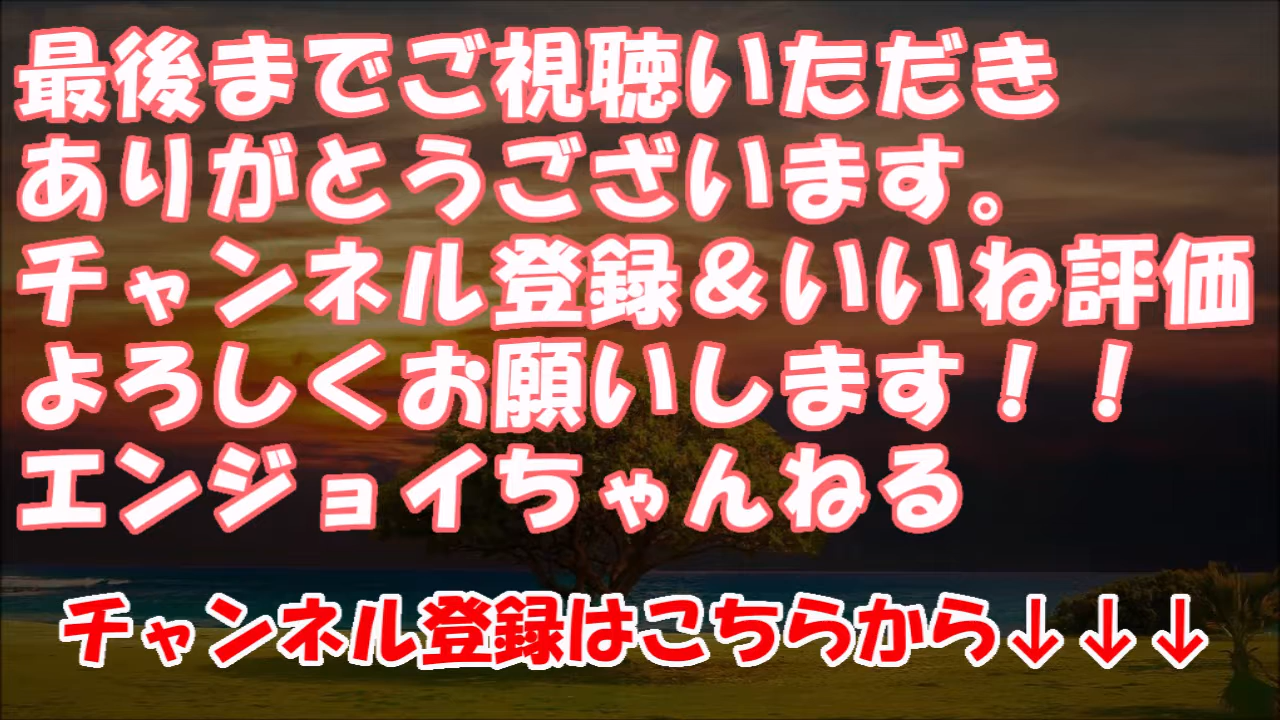 最後までご視聴いただき
ありがとうございます。
チャンネル登録＆いいね評価
よろしくお願いします！！
エンジョイちゃんねる
チャンネル登録はこちらから↓↓↓